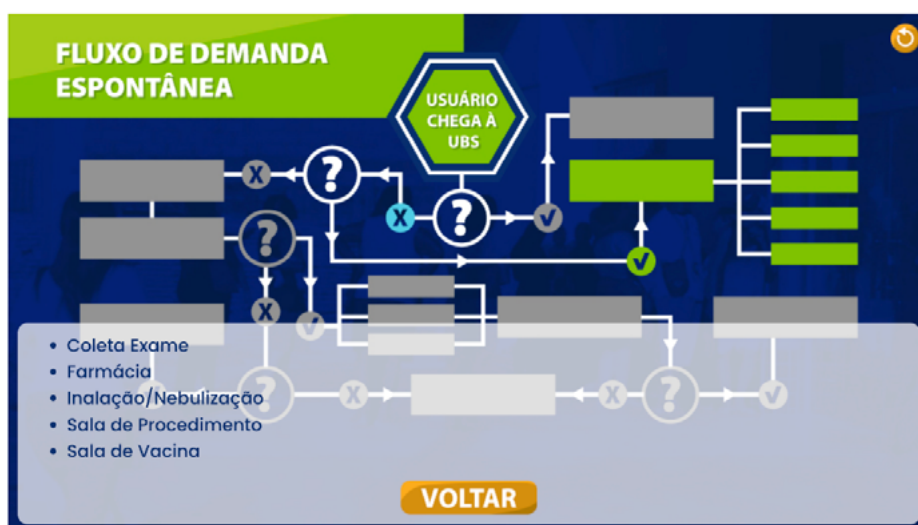 FLUXO DE DEMANDA
ESPONTÂNEA
USUÁRIO
CHEGA À
UBS
?
X
?
X
?
✓
?
✓
X
✓
• Coleta Exame
• Farmácia
• Inalação/Nebulização
• Sala de Procedimento
• Sala de Vacina
?
X
X
?
✓
VOLTAR